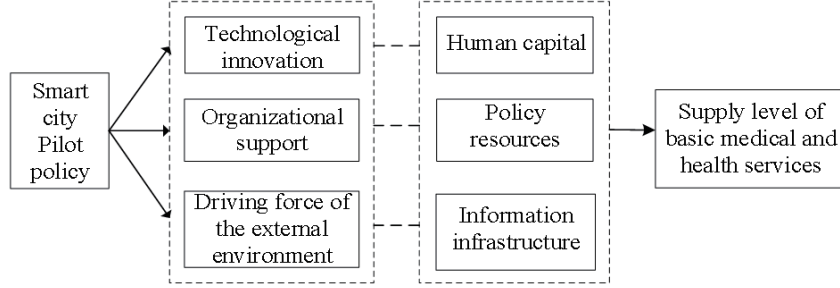 Smart
city
Pilot
policy
Technological
innovation
Organizational
support
Driving force of
the external
environment
Human capital
Policy
resources
Information
infrastructure
Supply level of
basic medical and
health services